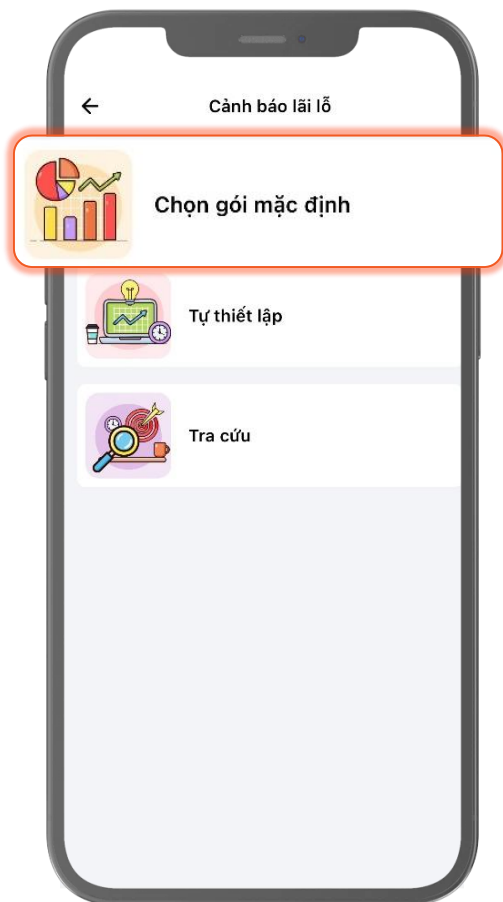 Cảnh báo lãi lỗ
Chọn gói mặc định
Tự thiết lập
Tra cứu